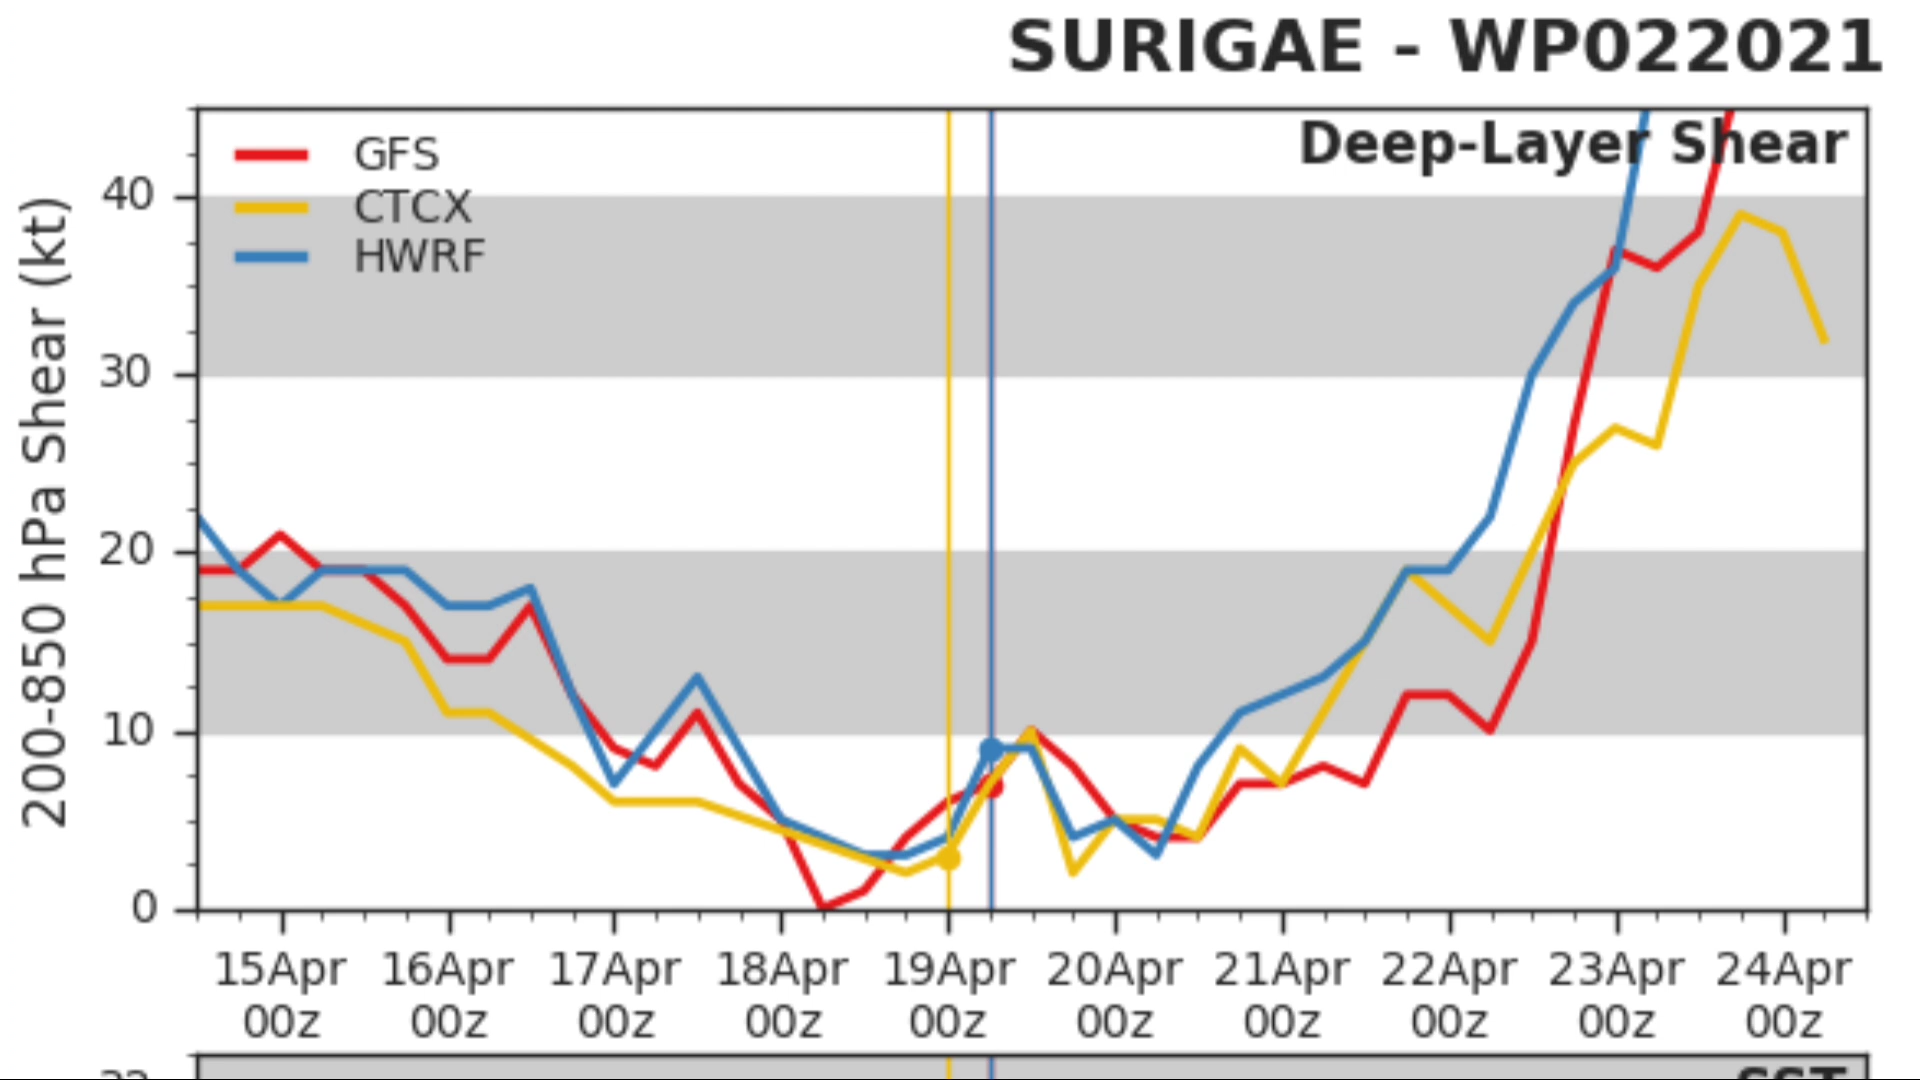 SURIGAE - WP022021
Deep-Layer Shear
GFS
CTCX
HWRF
200-850 hPa Shear (kt)
40
30
20
10
0
15Apr 16Apr 17Apr 18Apr 19Apr 20Apr 21Apr 22Apr 23Apr 24Apr
00z 00z 00z 00z 00z 00z 00z 00z 00z 00z
SST